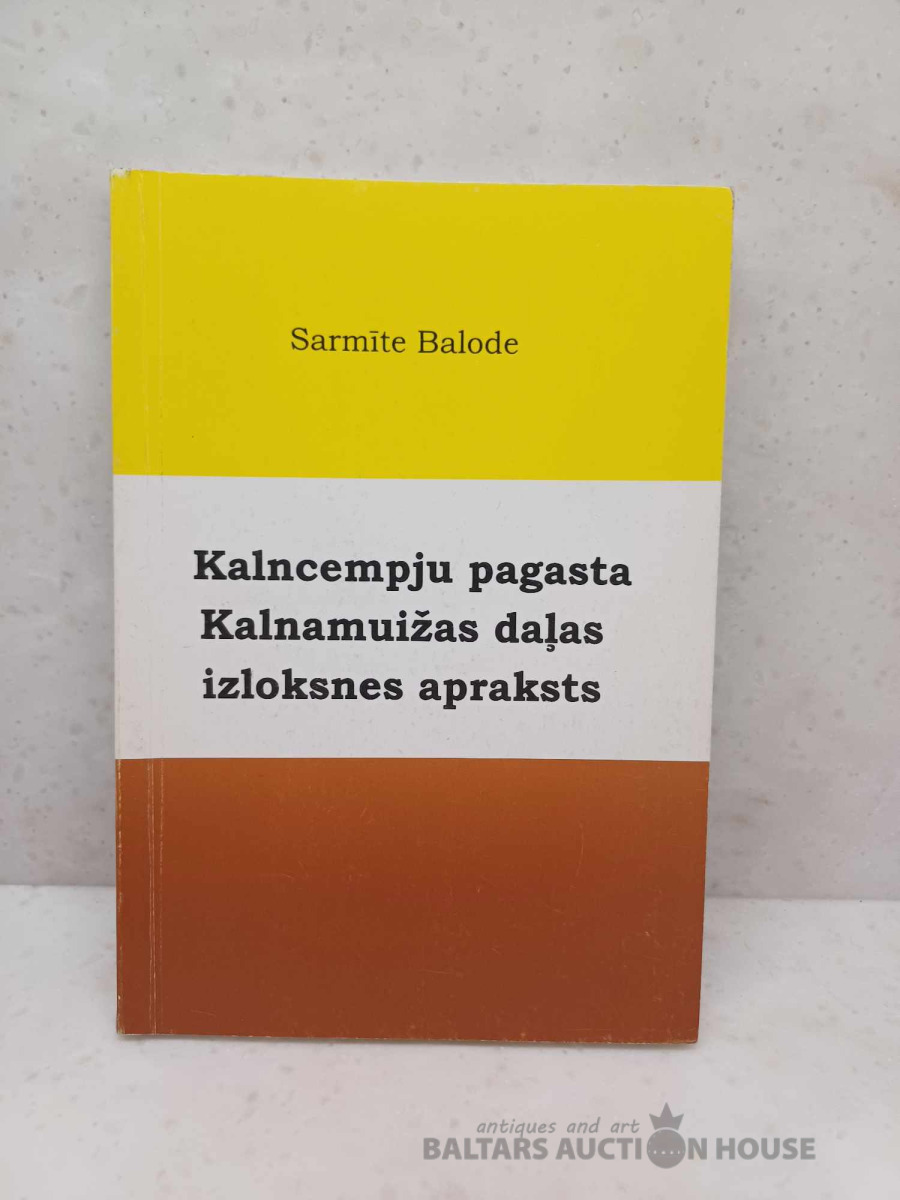 Sarmīte Balode
Kalncempju pagasta
Kalnamuižas daļas
izloksnes apraksts
antiques and art
BALTARS AUCTION HOUSE